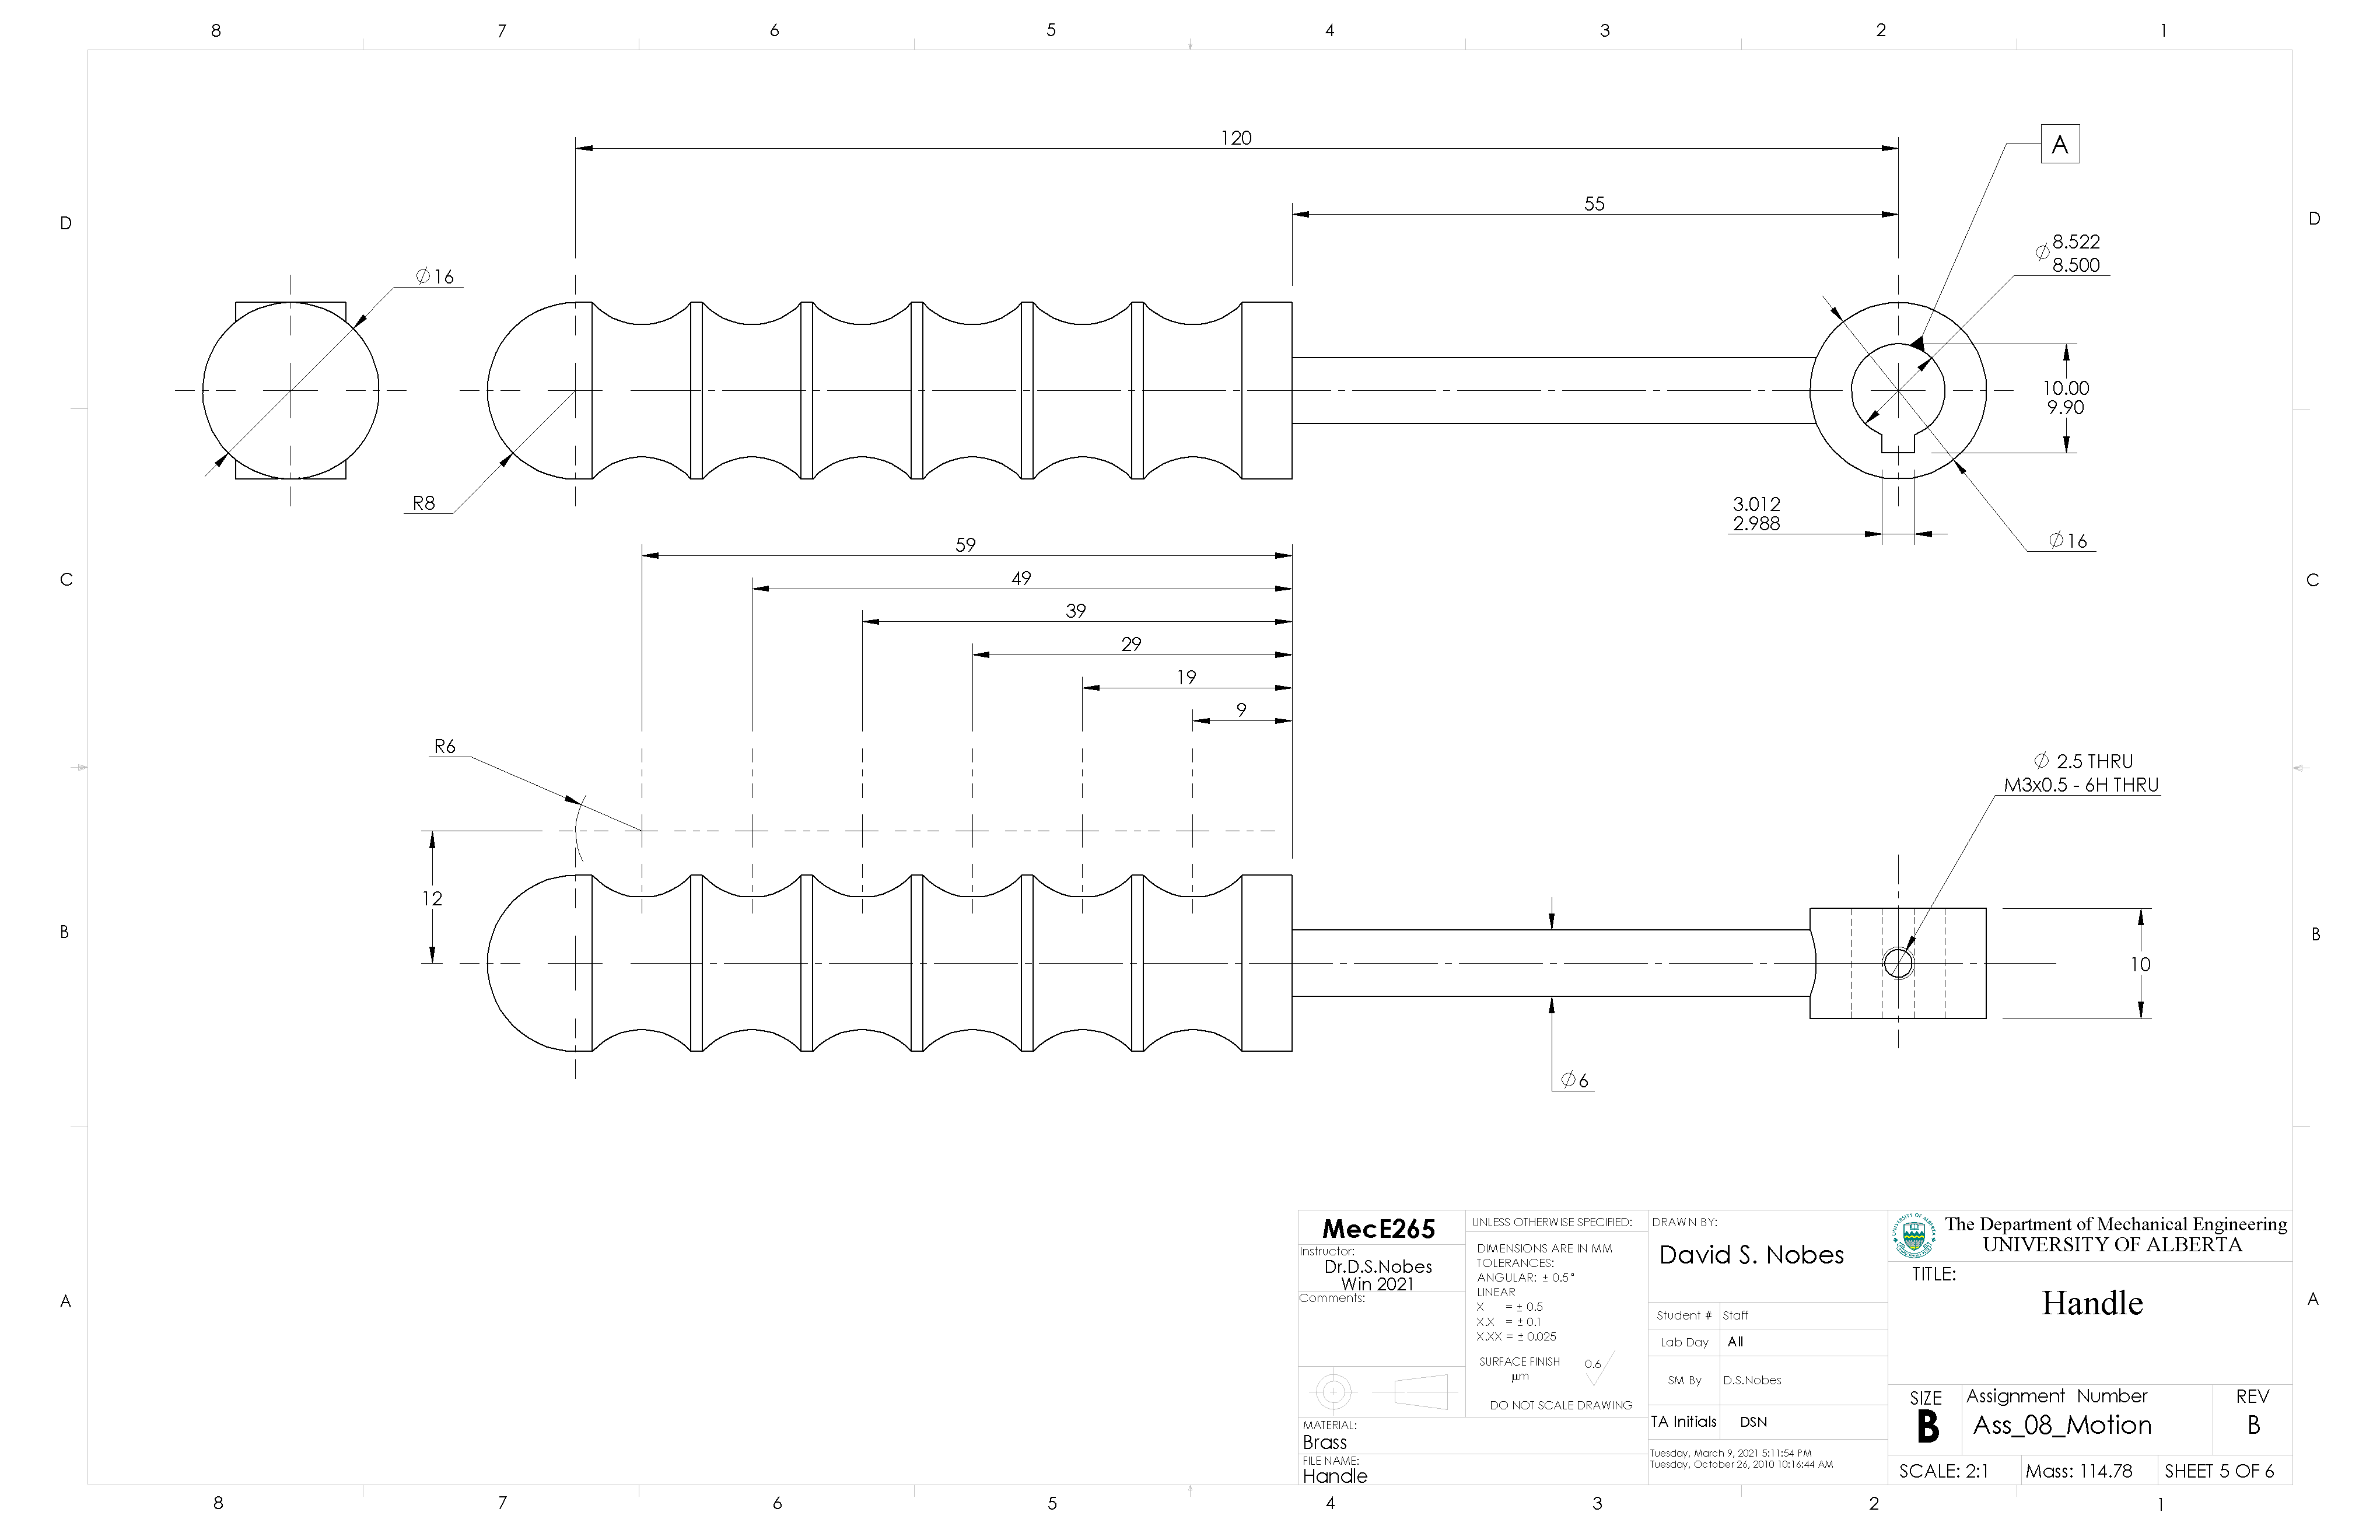 8 7 6 5 4 3 2 1
120
A
55
D D
8.522
⌀
8.500
⌀16
10.00
9.90
R8
3.012
2.988
⌀16
59
C C
49
39
29
19
9
R6
⌀ 2.5 THRU
M3x0.5 - 6H THRU
12
B B
10
⌀6
MecE265
Instructor:
Dr.D.S.Nobes
Win 2021
Comments:
UNLESS OTHERWISE SPECIFIED:
DIMENSIONS ARE IN MM
TOLERANCES:
ANGULAR: ± 0.5°
LINEAR
X = ± 0.5
X.X = ± 0.1
X.XX = ± 0.025
SURFACE FINISH 0.6
µm
DO NOT SCALE DRAWING
MATERIAL:
Brass
FILE NAME:
Handle
DRAWN BY:
David S. Nobes
Student # Staff
Lab Day All
SM By D.S.Nobes
TA Initials DSN
Tuesday, March 9, 2021 5:11:54 PM
Tuesday, October 26, 2010 10:16:44 AM
The Department of Mechanical Engineering
UNIVERSITY OF ALBERTA
TITLE:
Handle
A A
SIZE
B
Assignment Number
Ass_08_Motion
REV
B
SCALE: 2:1 Mass: 114.78 SHEET 5 OF 6
8 7 6 5 4 3 2 1